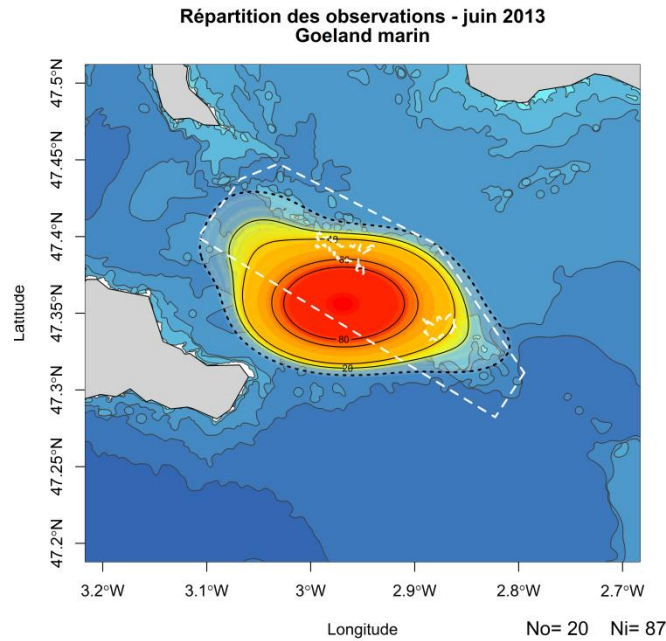 Répartition des observations - juin 2013
Goeland marin
47.5°N
47.45°N
47.4°N
47.35°N
47.3°N
47.25°N
47.2°N
Latitude
80
20
3.2°W 3.1°W 3°W 2.9°W 2.8°W 2.7°W
Longitude
No= 20 Ni= 87